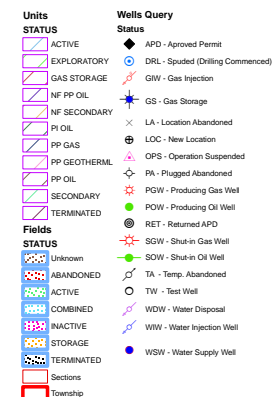 Units
STATUS
ACTIVE
EXPLORATORY
GAS STORAGE
NF PP OIL
NF SECONDARY
PI OIL
PP GAS
PP GEOTHERML
PP OIL
SECONDARY
TERMINATED
Fields
STATUS
Unknown
ABANDONED
ACTIVE
COMBINED
INACTIVE
STORAGE
TERMINATED
Sections
Township
Wells Query
Status
APD - Aproved Permit
DRL - Spuded (Drilling Commenced)
GIW - Gas Injection
GS - Gas Storage
LA - Location Abandoned
LOC - New Location
OPS - Operation Suspended
PA - Plugged Abandoned
PGW - Producing Gas Well
POW - Producing Oil Well
RET - Returned APD
SGW - Shut-in Gas Well
SOW - Shut-in Oil Well
TA - Temp. Abandoned
TW - Test Well
WDW - Water Disposal
WIW - Water Injection Well
WSW - Water Supply Well